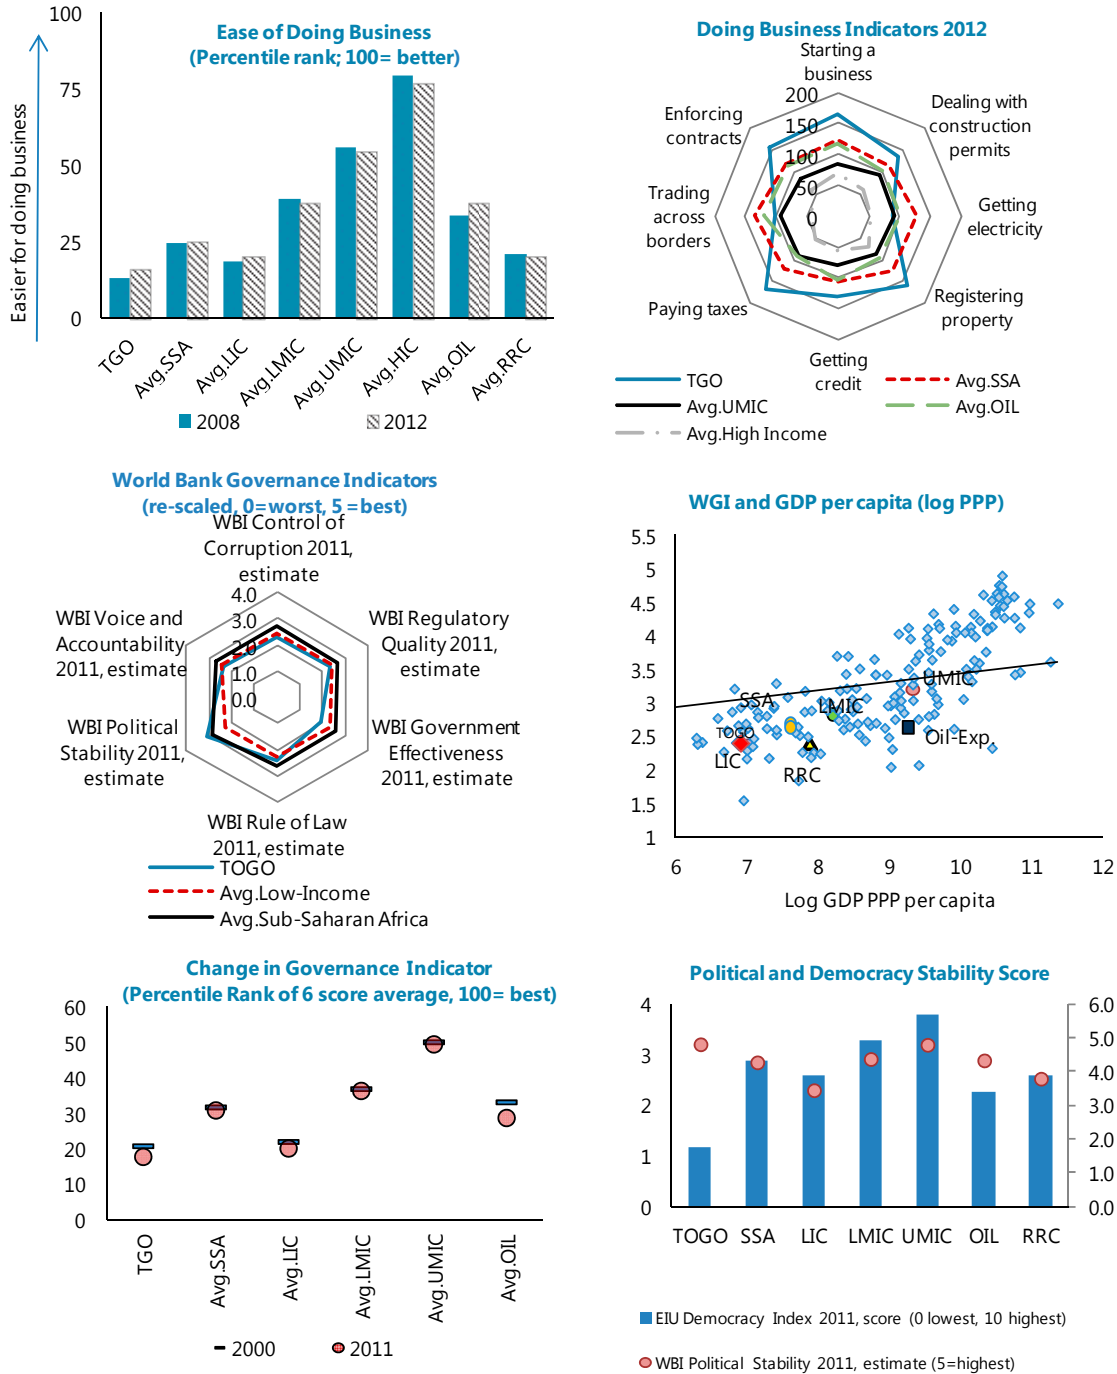 Ease of Doing Business
(Percentile rank; 100= better)
Easier for doing business
100
75
50
25
0
TGO
Avg.SSA
Avg.LIC
Avg.LMIC
Avg.UMIC
Avg.HIC
Avg.OIL
Avg.RRC
2008
2012
Doing Business Indicators 2012
Starting a
business
Dealing with
construction
permits
Getting
electricity
Registering
property
Getting
credit
Paying taxes
Trading
across
borders
Enforcing
contracts
200
150
100
50
0
TGO
Avg.SSA
Avg.UMIC
Avg.OIL
Avg.High Income
World Bank Governance Indicators
(re-scaled, 0=worst, 5 =best)
WBI Control of
Corruption 2011,
estimate
WBI Regulatory
Quality 2011,
estimate
WBI Government
Effectiveness
2011, estimate
WBI Rule of Law
2011, estimate
WBI Political
Stability 2011,
estimate
WBI Voice and
Accountability
2011, estimate
4.0
3.0
2.0
1.0
0.0
TOGO
Avg.Low-Income
Avg.Sub-Saharan Africa
WGI and GDP per capita (log PPP)
5.5
5
4.5
4
3.5
3
2.5
2
1.5
1
SSA
LMIC
UMIC
TOGO
LIC
RRC
Oil-Exp.
6 7 8 9 10 11 12
Log GDP PPP per capita
Change in Governance Indicator
(Percentile Rank of 6 score average, 100= best)
60
50
40
30
20
10
0
TGO
Avg.SSA
Avg.LIC
Avg.LMIC
Avg.UMIC
Avg.OIL
2000
2011
Political and Democracy Stability Score
4
3
2
1
0
6.0
5.0
4.0
3.0
2.0
1.0
0.0
TOGO SSA LIC LMIC UMIC OIL RRC
EIU Democracy Index 2011, score (0 lowest, 10 highest)
WBI Political Stability 2011, estimate (5=highest)